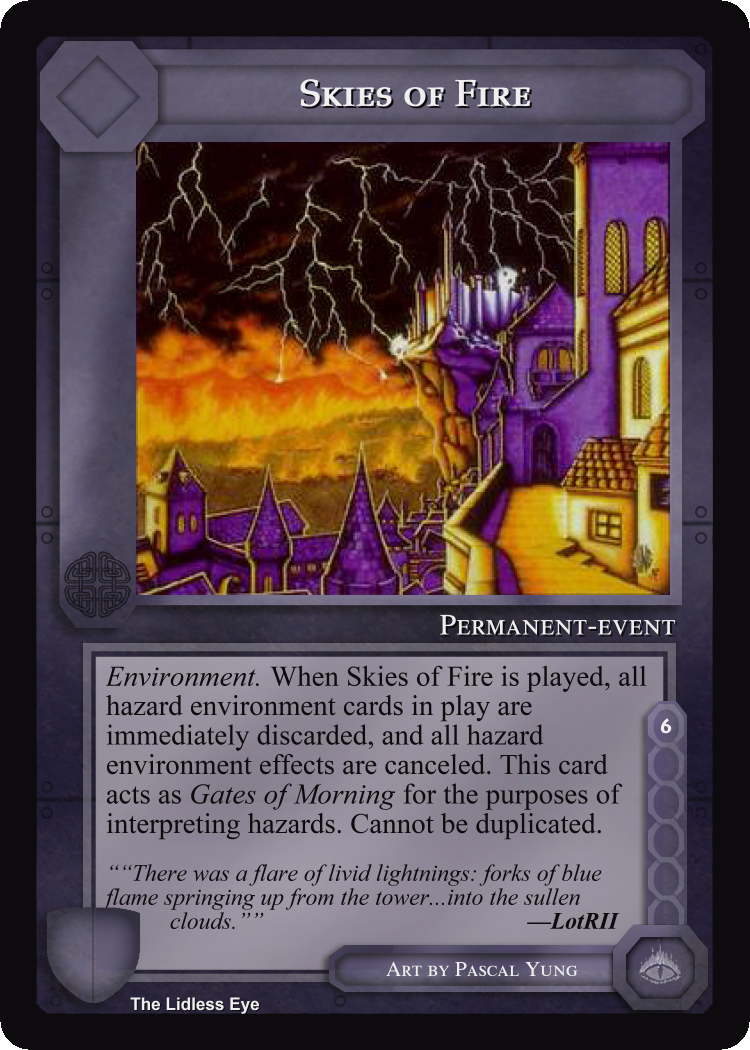 Skies of Fire
Permanent-event
Environment. When Skies of Fire is played, all
hazard environment cards in play are
immediately discarded, and all hazard
environment effects are canceled. This card
acts as Gates of Morning for the purposes of
interpreting hazards. Cannot be duplicated.
6
““There was a flare of livid lightnings: forks of blue
flame springing up from the tower...into the sullen
clouds.”” —LotRII
Art by Pascal Yung
The Lidless Eye